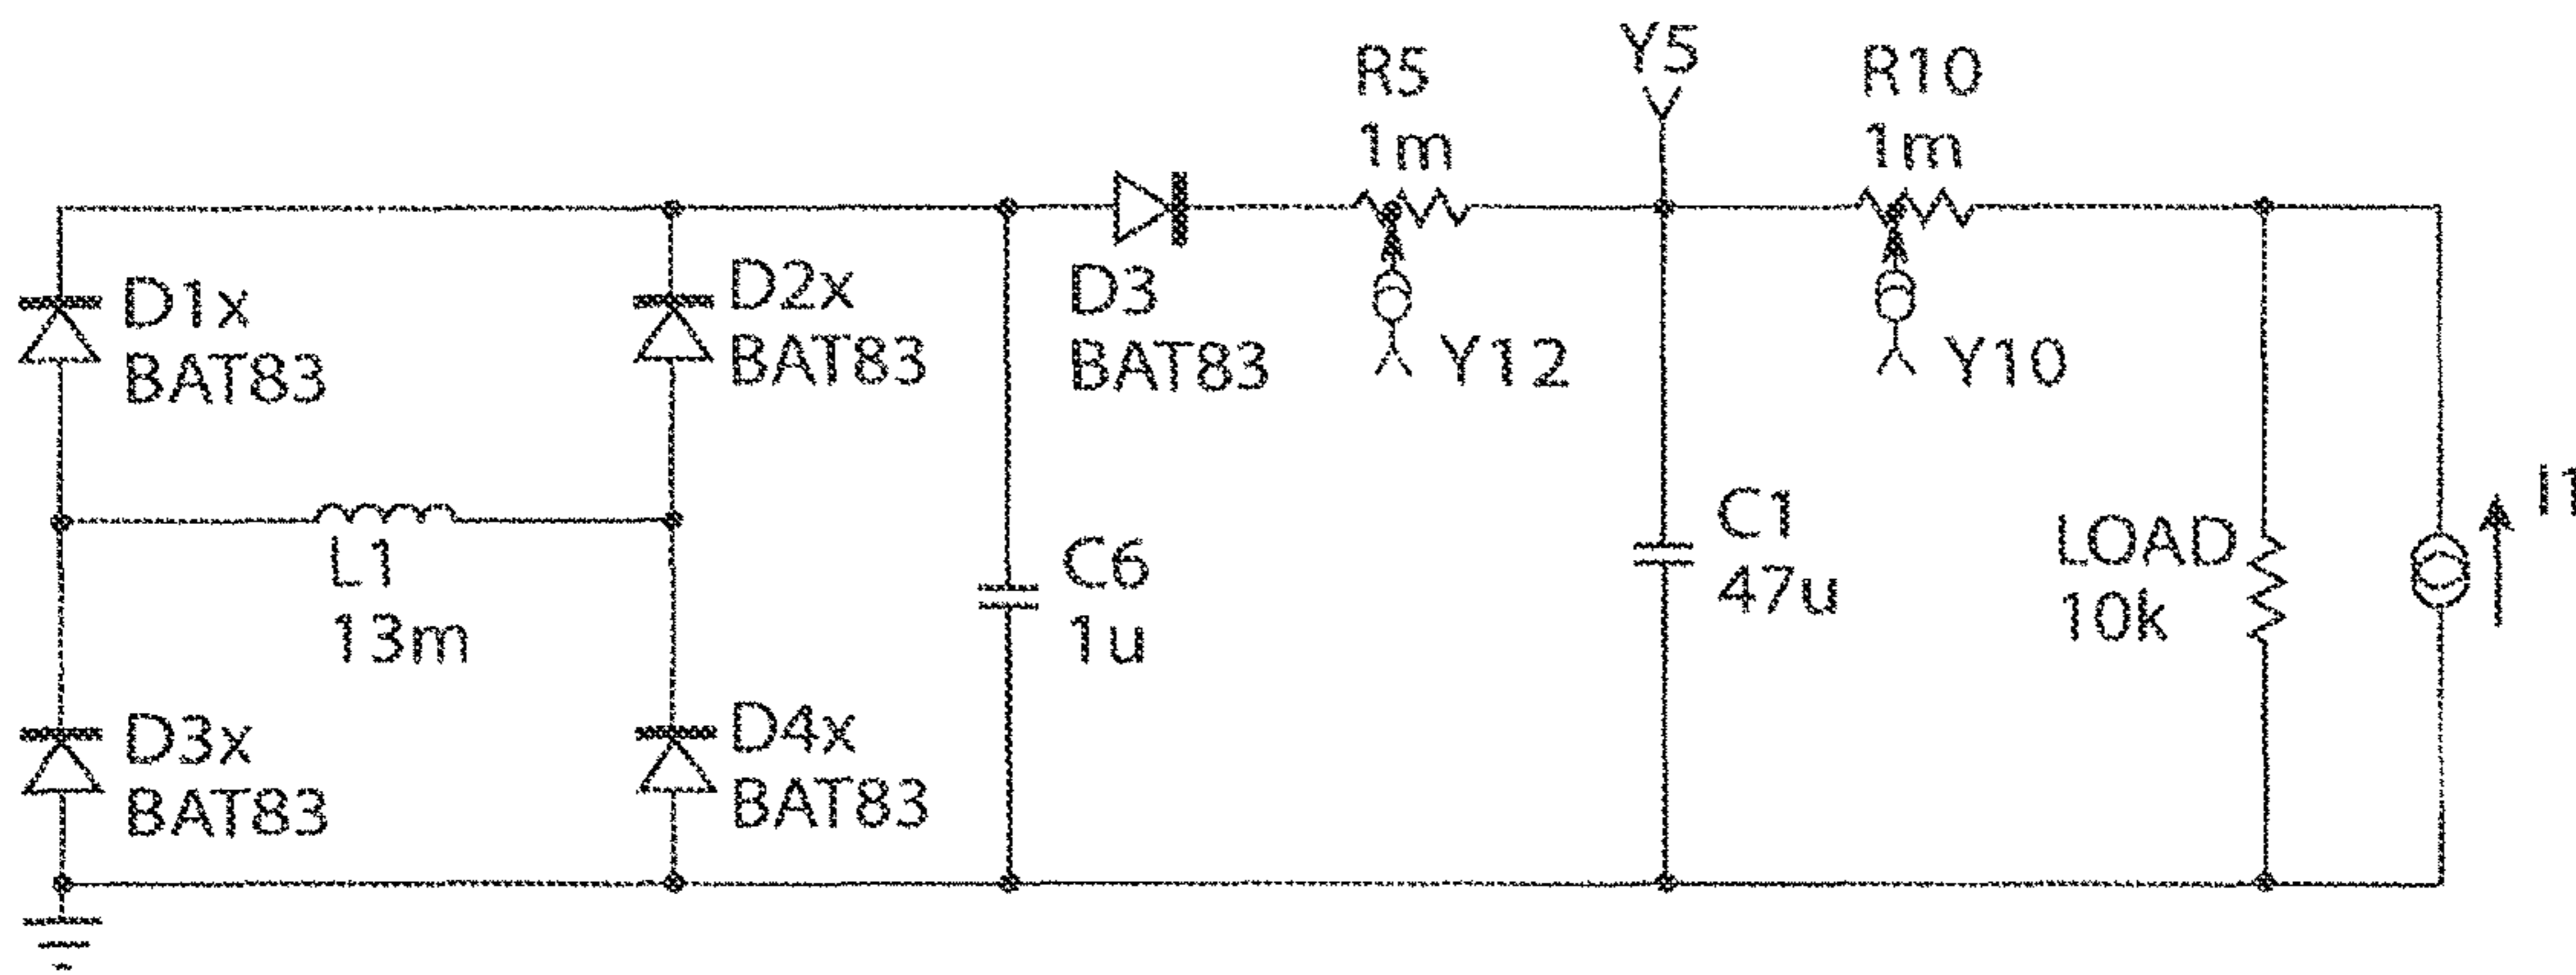 Y5
R5
1m
R10
1m
D1x
BAT83
D2x
BAT83
D3
BAT83
Y12
Y10
L1
13m
C6
1u
C1
47u
LOAD
10k
I1
D3x
BAT83
D4x
BAT83